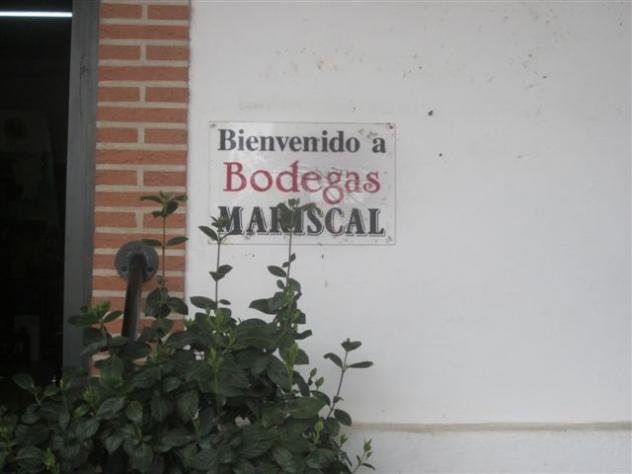 Bienvenido a
Bodegas
MARISCAL